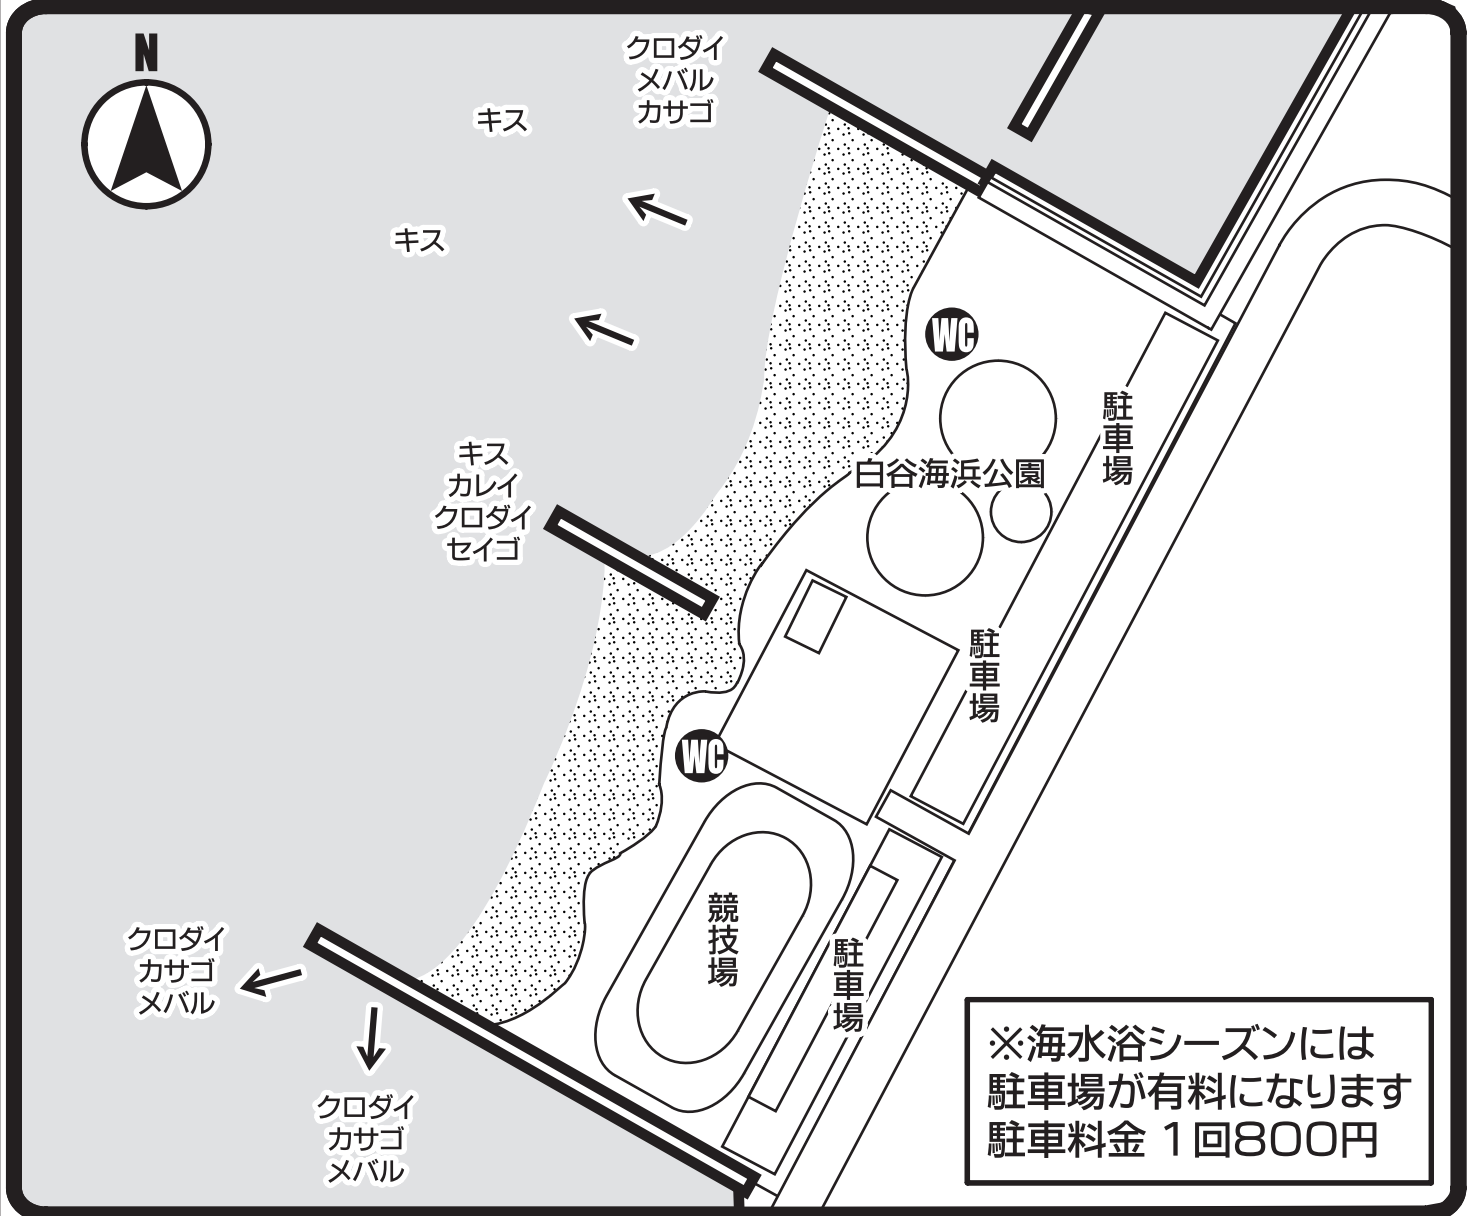 N
クロダイ
メバル
カサゴ
キス
キス
WC
駐車場
キス
カレイ
クロダイ
セイゴ
白谷海浜公園
駐車場
WC
競技場
駐車場
クロダイ
カサゴ
メバル
クロダイ
カサゴ
メバル
※海水浴シーズンには
駐車場が有料になります
駐車料金 1回800円